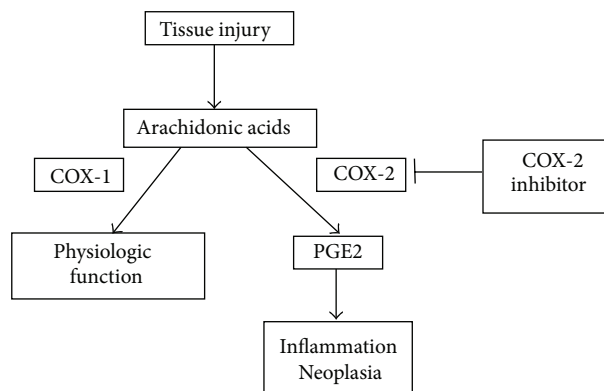 Tissue injury
Arachidonic acids
COX-1
COX-2
COX-2
inhibitor
Physiologic
function
PGE2
Inflammation
Neoplasia